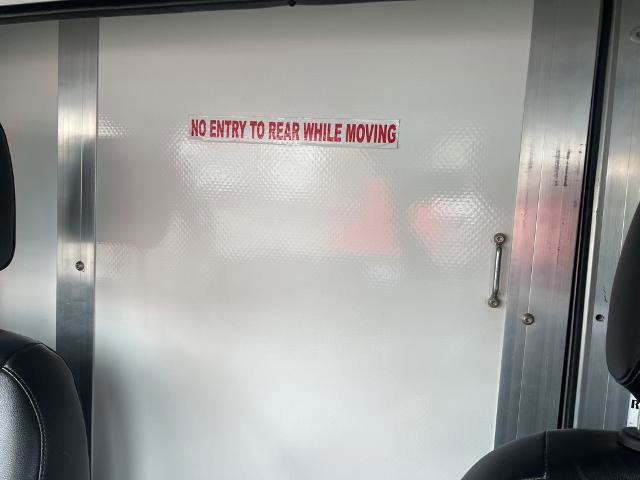 NO ENTRY TO REAR WHILE MOVING